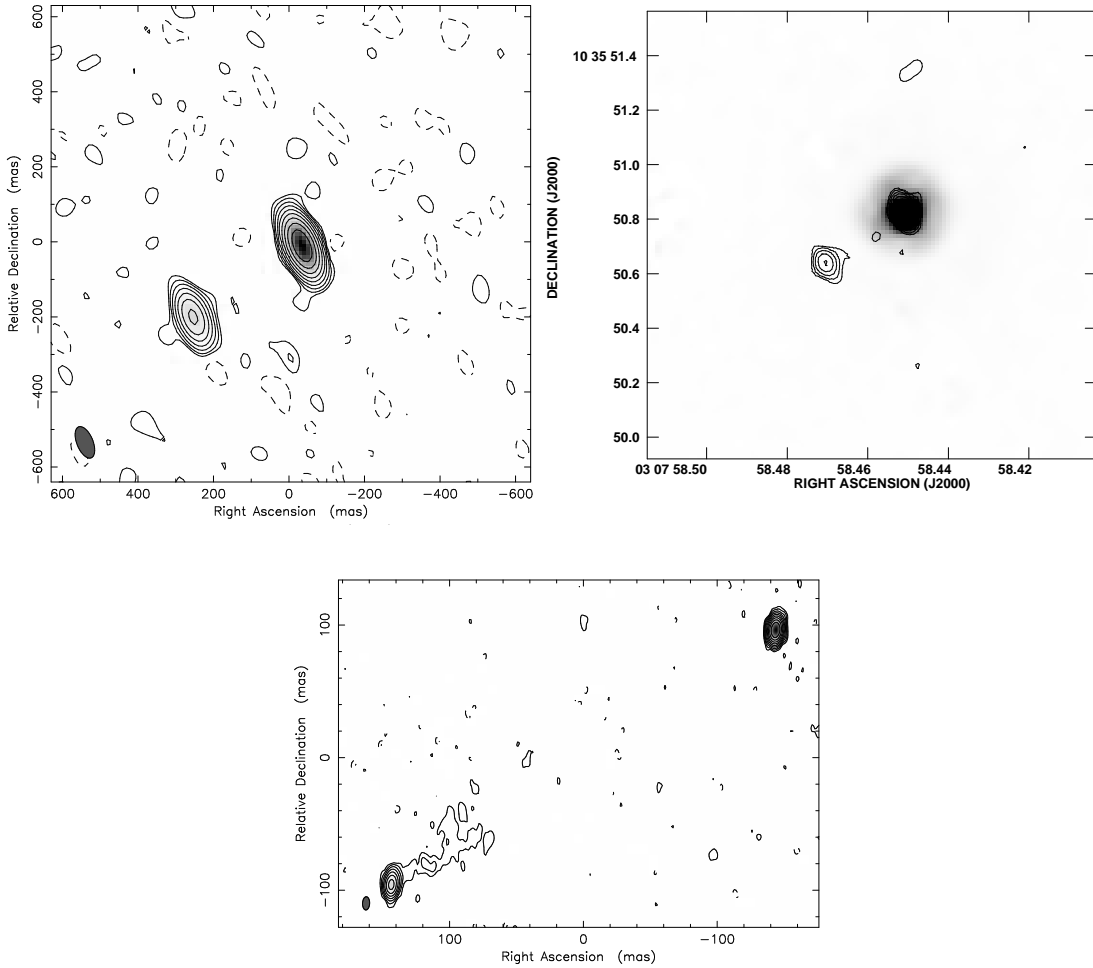 600
400
200
0
−200
−400
−600
Relative Declination (mas)
600 400 200 0 −200 −400 −600
Right Ascension (mas)
10 35 51.4
51.2
51.0
50.8
50.6
50.4
50.2
50.0
DECLINATION (J2000)
03 07 58.50 58.48 58.46 58.44 58.42
RIGHT ASCENSION (J2000)
100
0
−100
Relative Declination (mas)
100 0 −100
Right Ascension (mas)